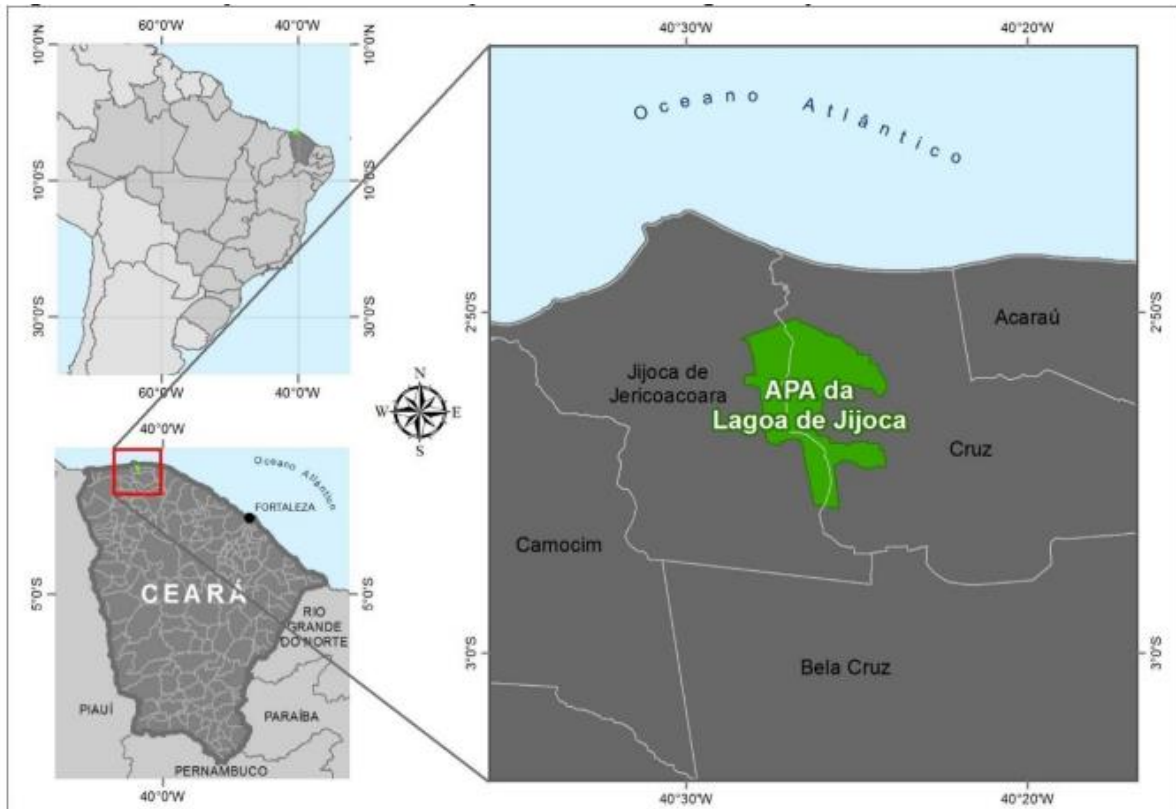 60°0'W 40°0'W
10°0'N 10°0'N
10°0'S 10°0'S
30°0'S 30°0'S
60°0'W 40°0'W
N
W E
S
40°0'W
Oceano Atlântico
FORTALEZA
CEARÁ
5°0'S 5°0'S
RIO
GRANDE
DO NORTE
PIAUÍ
PARAÍBA
PERNAMBUCO
40°0'W
40°30'W 40°20'W
Oceano Atlântico
2°50'S 2°50'S
Acaraú
Jijoca de
Jericoacoara
APA da
Lagoa de Jijoca
Cruz
Camocim
3°0'S 3°0'S
Bela Cruz
40°30'W 40°20'W